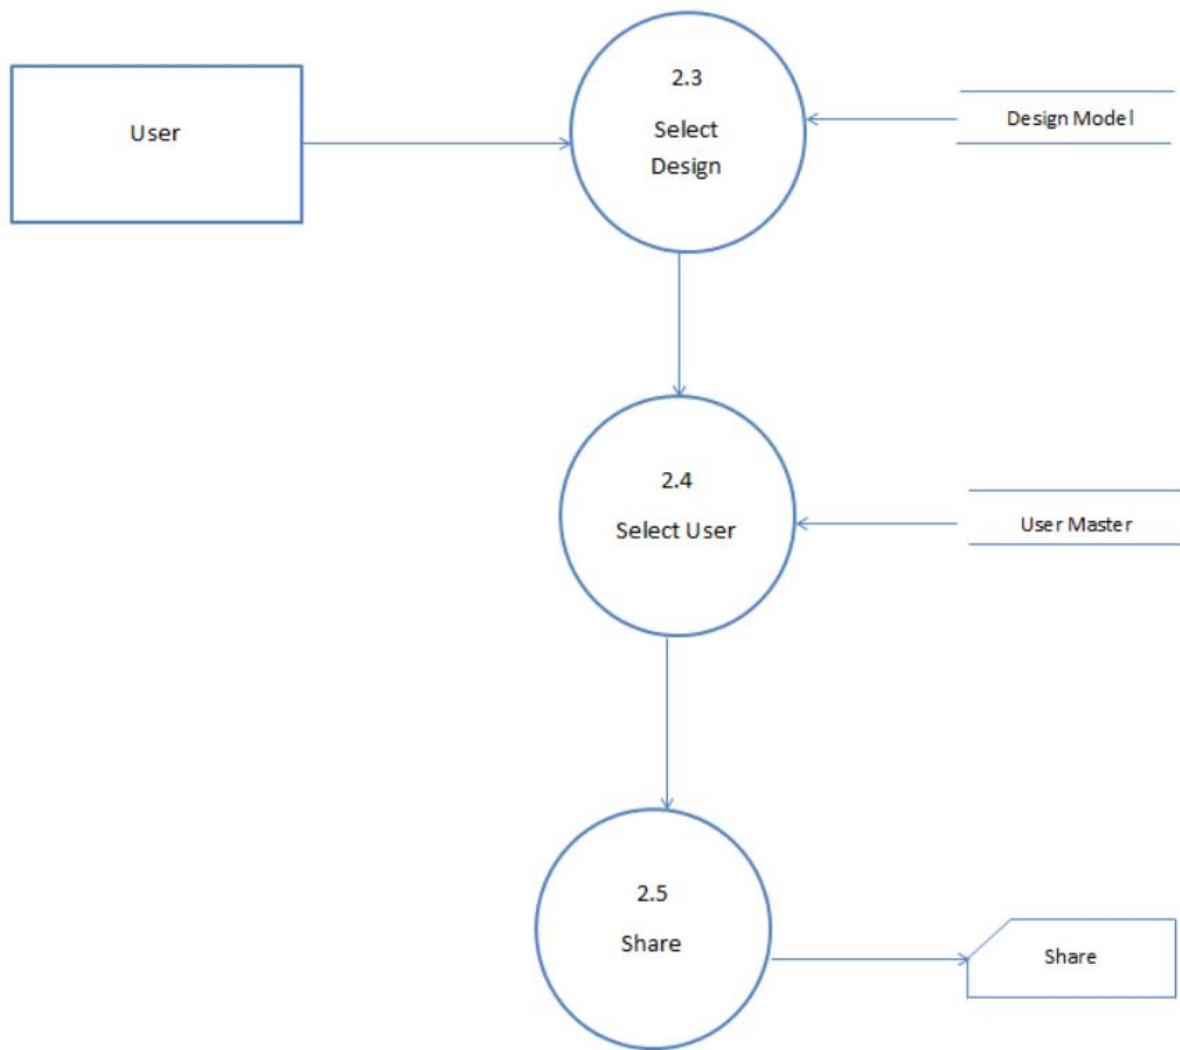 2.3
User
Select
Design
Design Model
2.4
Select User
User Master
2.5
Share
Share